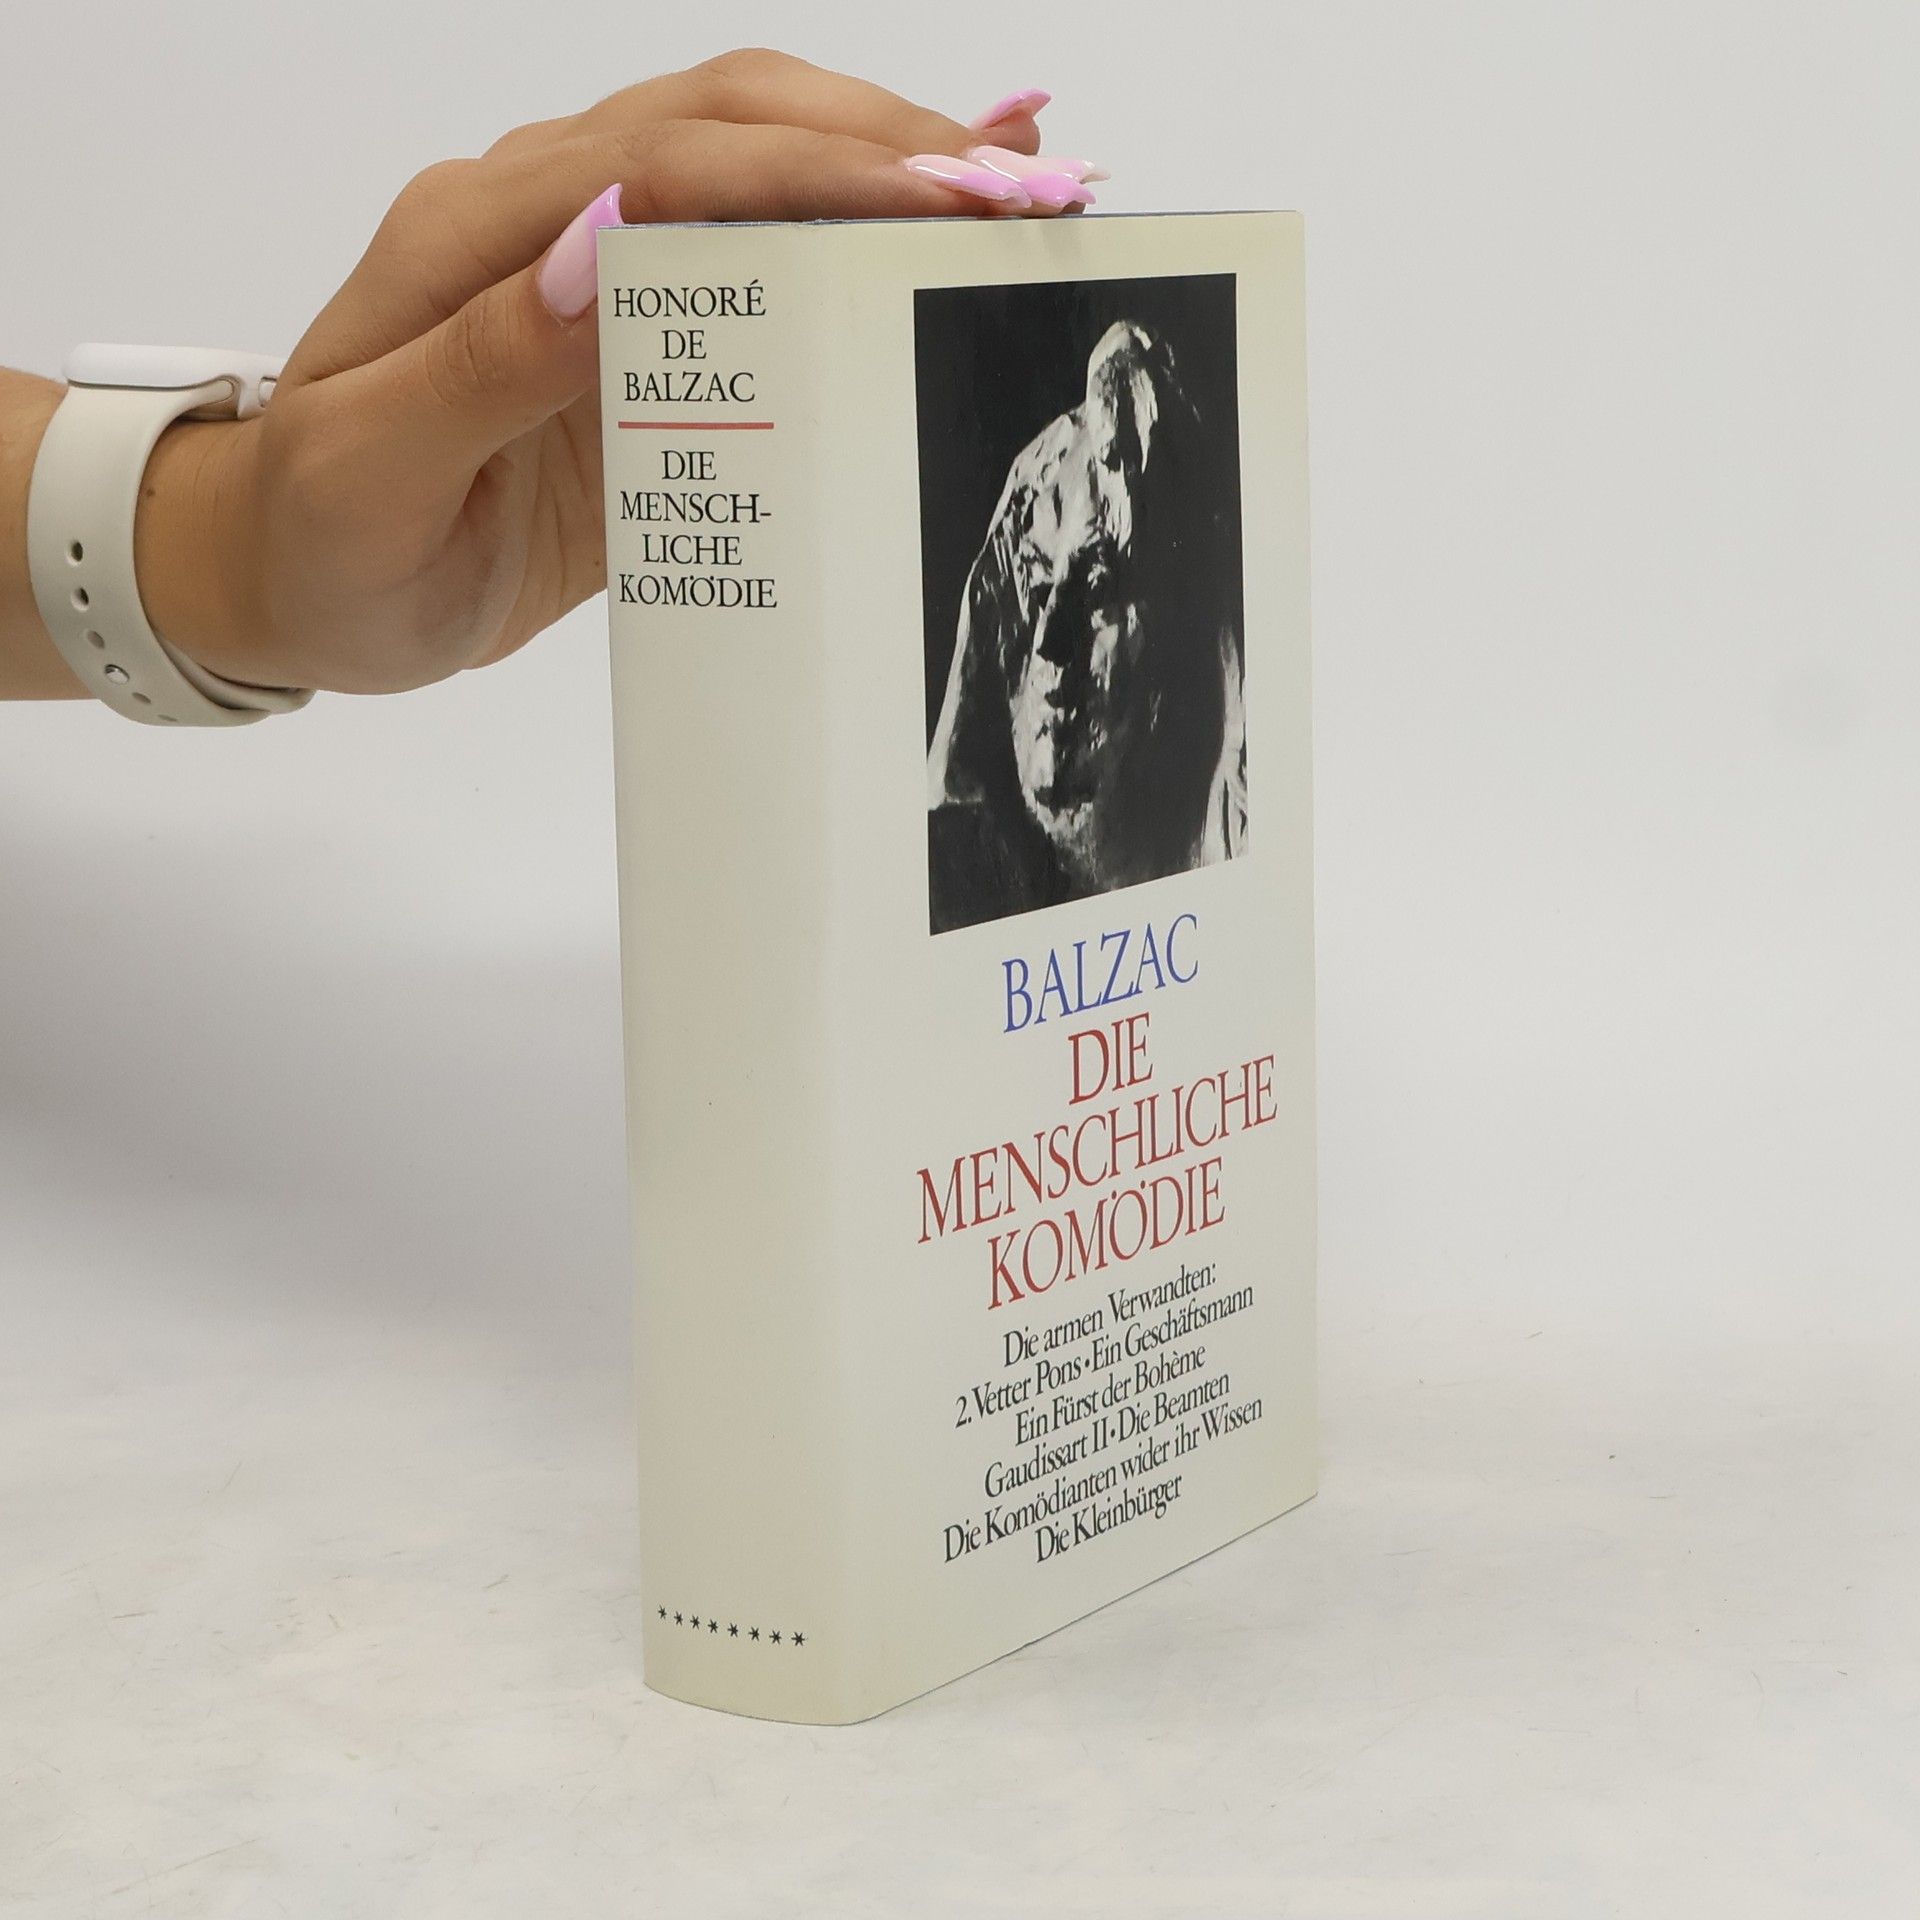 HONORÉ
DE
BALZAC
DIE
MENSCH-
LICHE
KOMÖDIE
********
BALZAC
DIE
MENSCHLICHE
KOMÖDIE
Die armen Verwandten:
2. Vetter Pons • Ein Geschäftsmann
Ein Fürst der Bohème
Gaudissart II • Die Beamten
Die Komödianten wider ihr Wissen
Die Kleinbürger